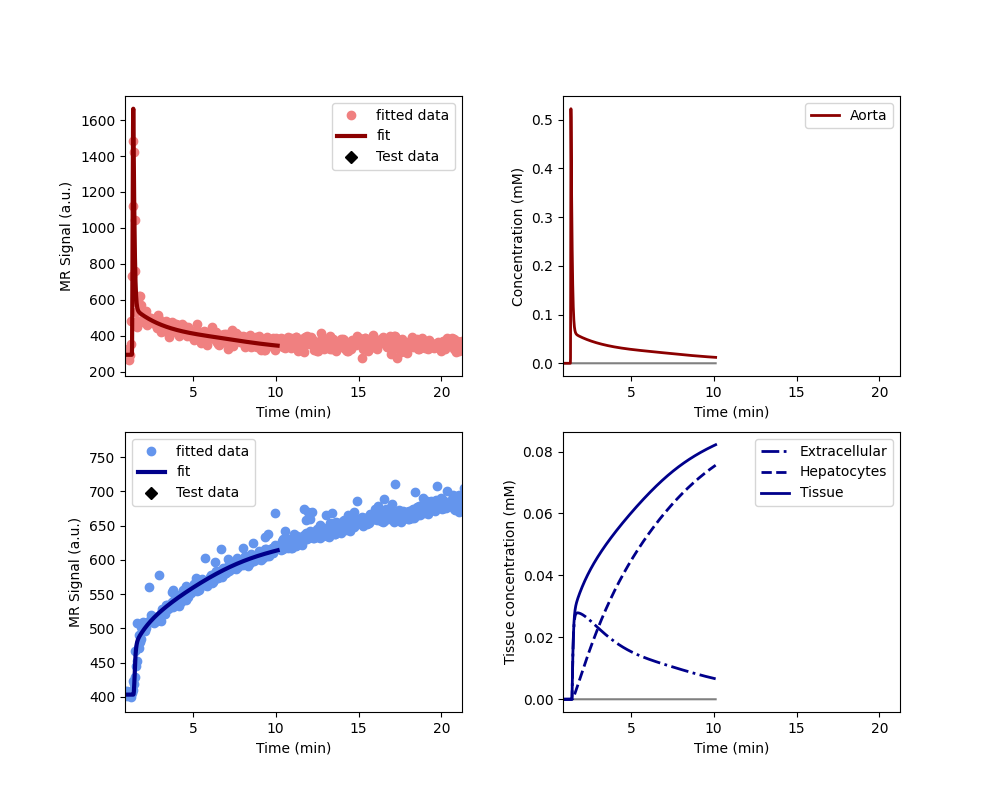 MR Signal (a.u.)
1600
1400
1200
1000
800
600
400
200
fitted data
fit
Test data
5
10
15
20
Time (min)
Concentration (mM)
0.5
0.4
0.3
0.2
0.1
0.0
Aorta
5
10
15
20
Time (min)
MR Signal (a.u.)
750
700
650
600
550
500
450
400
fitted data
fit
Test data
5
10
15
20
Time (min)
Tissue concentration (mM)
0.08
0.06
0.04
0.02
0.00
Extracellular
Hepatocytes
Tissue
5
10
15
20
Time (min)